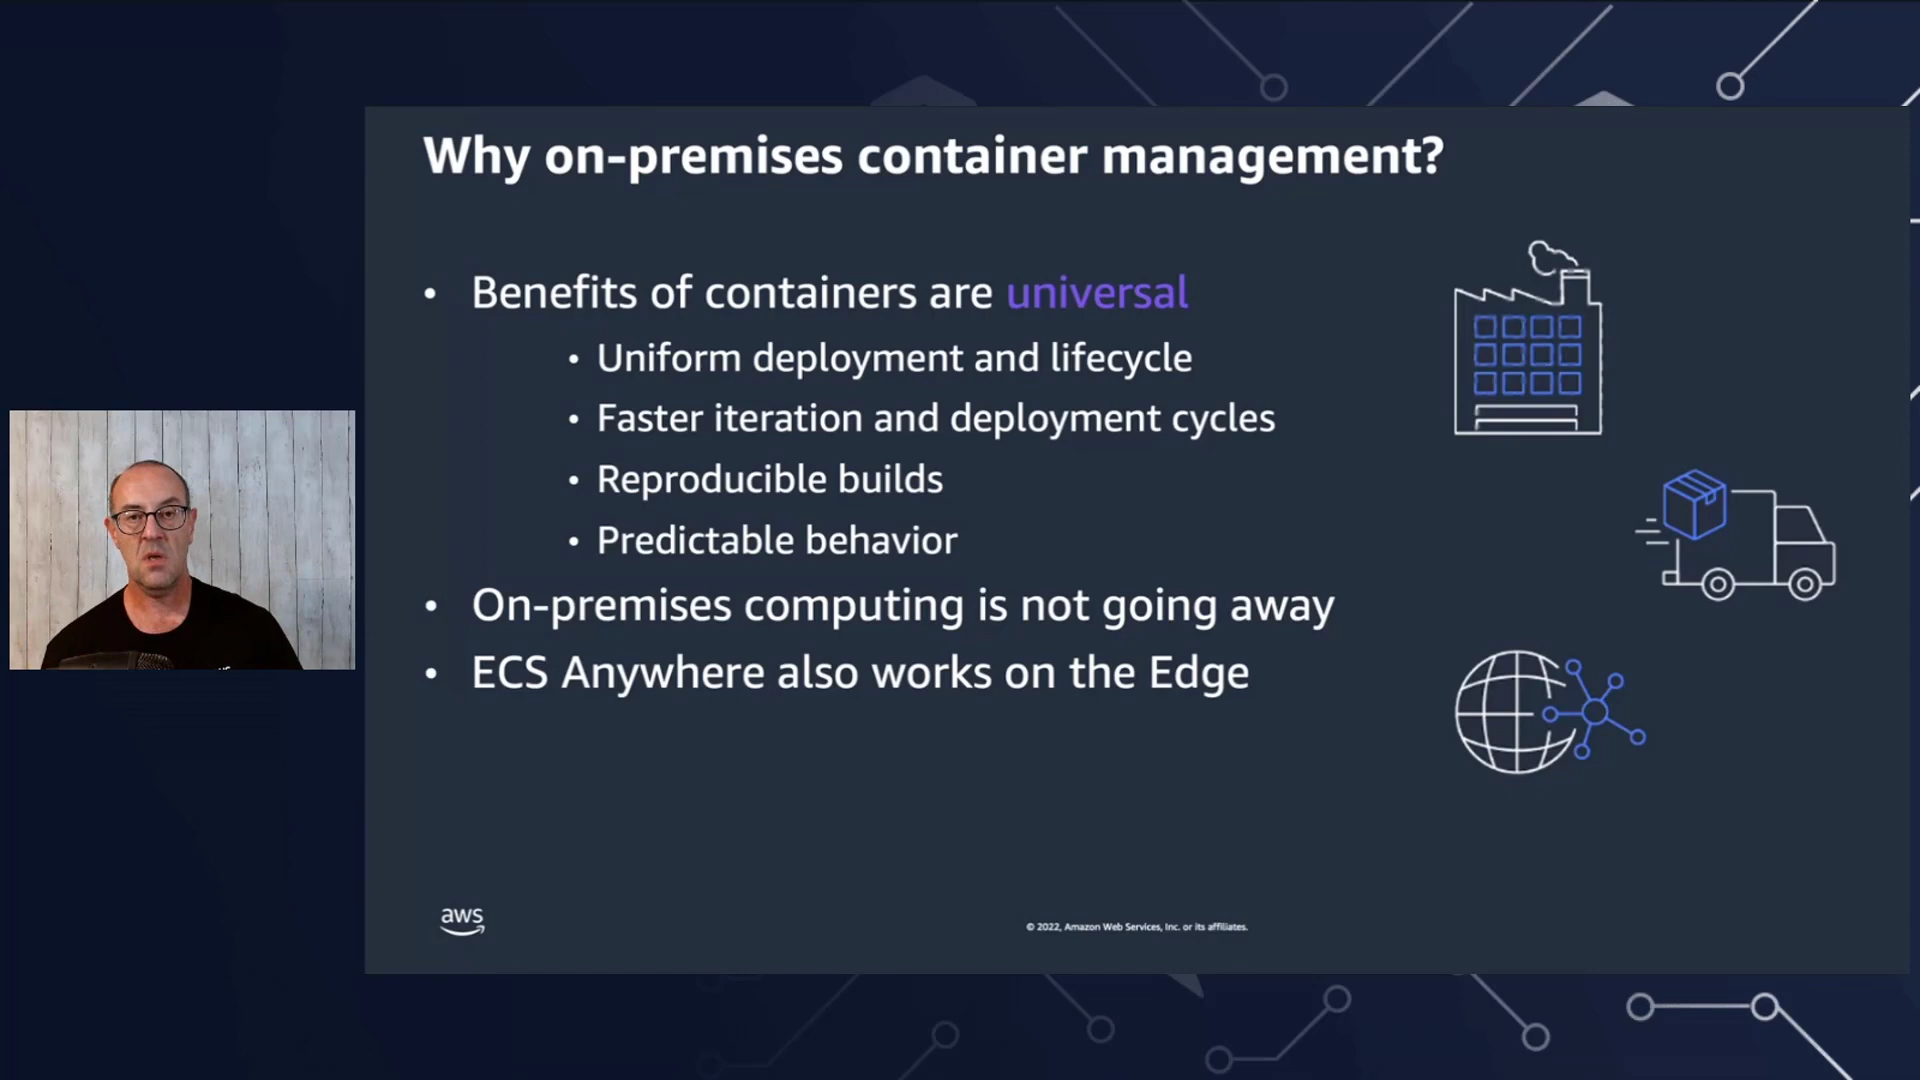 Why on-premises container management?
• Benefits of containers are universal
• Uniform deployment and lifecycle
• Faster iteration and deployment cycles
• Reproducible builds
• Predictable behavior
• On-premises computing is not going away
• ECS Anywhere also works on the Edge
aws
© 2022, Amazon Web Services, Inc. or its affiliates.